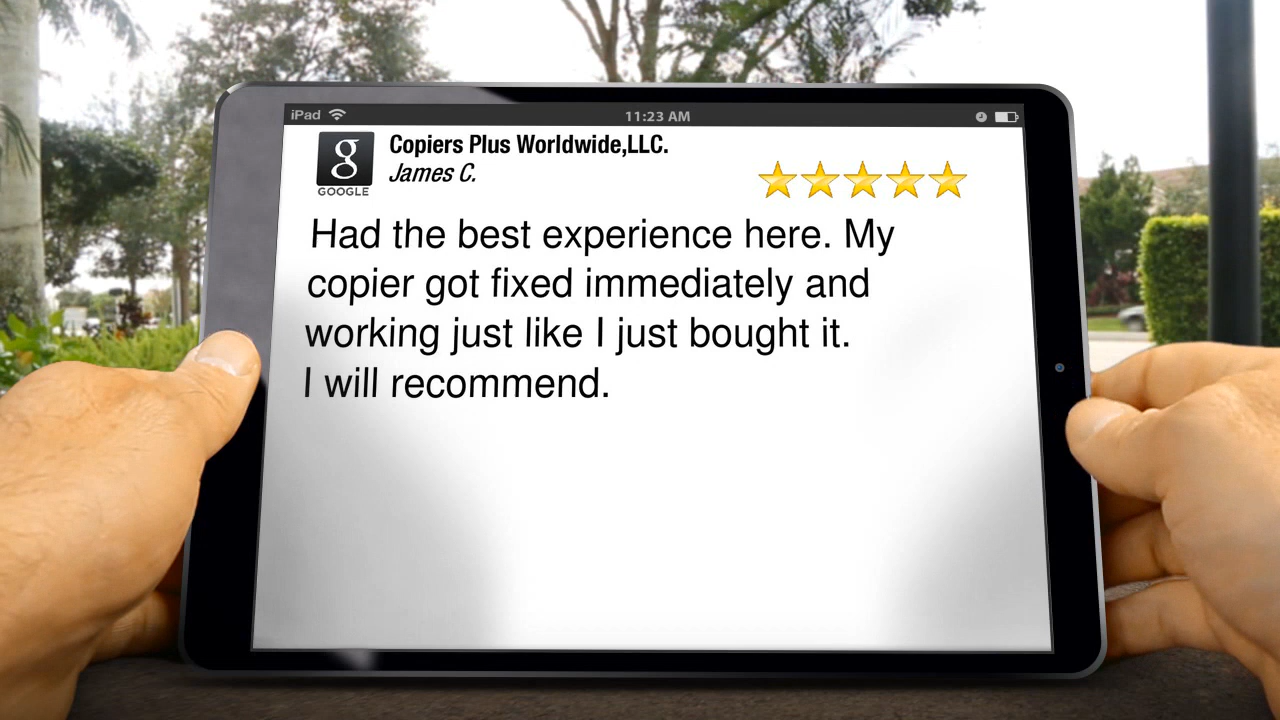 iPad
11:23 AM
g
GOOGLE
Copiers Plus Worldwide,LLC.
James C.
Had the best experience here. My
copier got fixed immediately and
working just like I just bought it.
I will recommend.